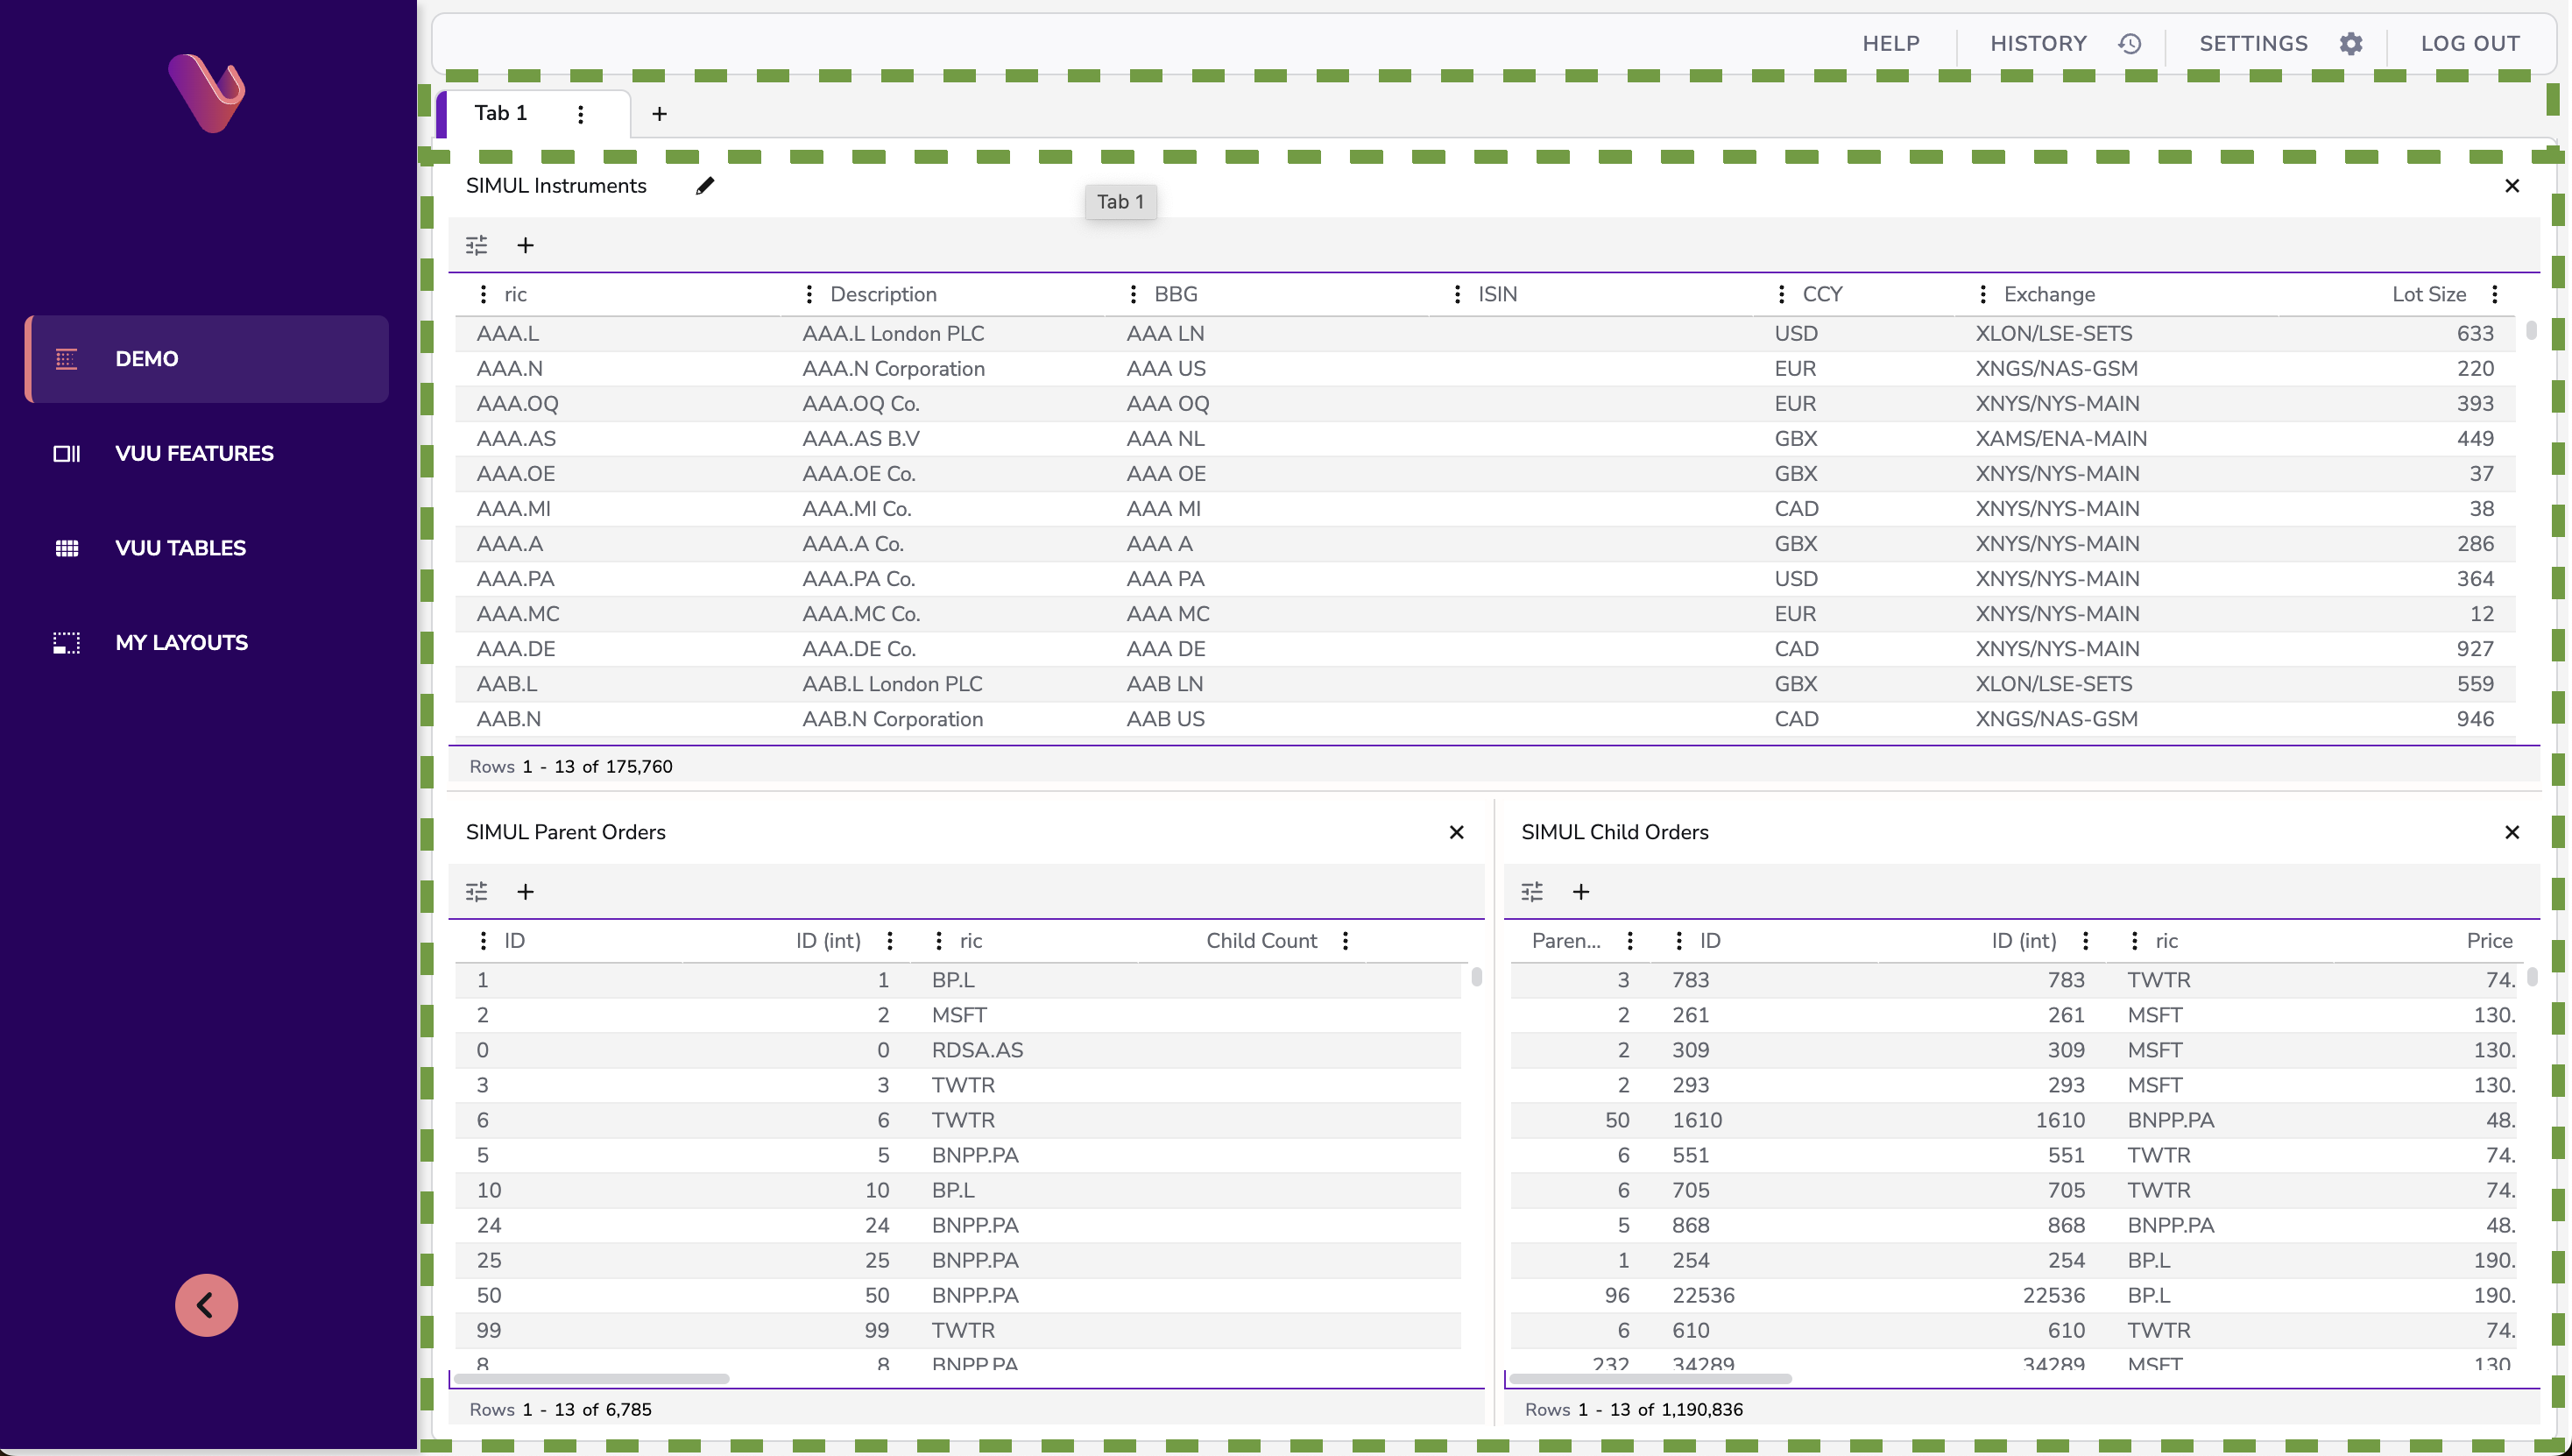 HELP HISTORY SETTINGS LOG OUT
Tab 1
DEMO
VUU FEATURES
VUU TABLES
MY LAYOUTS
SIMUL Instruments
Tab 1
ric Description BBG ISIN CCY Exchange Lot Size
AAA.L AAA.L London PLC AAA LN USD XLON/LSE-SETS 633
AAA.N AAA.N Corporation AAA US EUR XNGS/NAS-GSM 220
AAA.OQ AAA.OQ Co. AAA OQ EUR XNYS/NYS-MAIN 393
AAA.AS AAA.AS B.V AAA NL GBX XAMS/ENA-MAIN 449
AAA.OE AAA.OE Co. AAA OE GBX XNYS/NYS-MAIN 37
AAA.MI AAA.MI Co. AAA MI CAD XNYS/NYS-MAIN 38
AAA.A AAA.A Co. AAA A GBX XNYS/NYS-MAIN 286
AAA.PA AAA.PA Co. AAA PA USD XNYS/NYS-MAIN 364
AAA.MC AAA.MC Co. AAA MC EUR XNYS/NYS-MAIN 12
AAA.DE AAA.DE Co. AAA DE CAD XNYS/NYS-MAIN 927
AAB.L AAB.L London PLC AAB LN GBX XLON/LSE-SETS 559
AAB.N AAB.N Corporation AAB US CAD XNGS/NAS-GSM 946
Rows 1 - 13 of 175,760
SIMUL Parent Orders
ID ID (int) ric Child Count
1 1 BP.L
2 2 MSFT
0 0 RDSA.AS
3 3 TWTR
6 6 TWTR
5 5 BNPP.PA
10 10 BP.L
24 24 BNPP.PA
25 25 BNPP.PA
50 50 BNPP.PA
99 99 TWTR
8 8 BNPP.PA
Rows 1 - 13 of 6,785
SIMUL Child Orders
Paren... ID ID (int) ric Price
3 783 783 TWTR 74.
2 261 261 MSFT 130.
2 309 309 MSFT 130.
2 293 293 MSFT 130.
50 1610 1610 BNPP.PA 48.
6 551 551 TWTR 74.
6 705 705 TWTR 74.
5 868 868 BNPP.PA 48.
1 254 254 BP.L 190.
96 22536 22536 BP.L 190.
6 610 610 TWTR 74.
232 34289 34289 MSFT 130
Rows 1 - 13 of 1,190,836